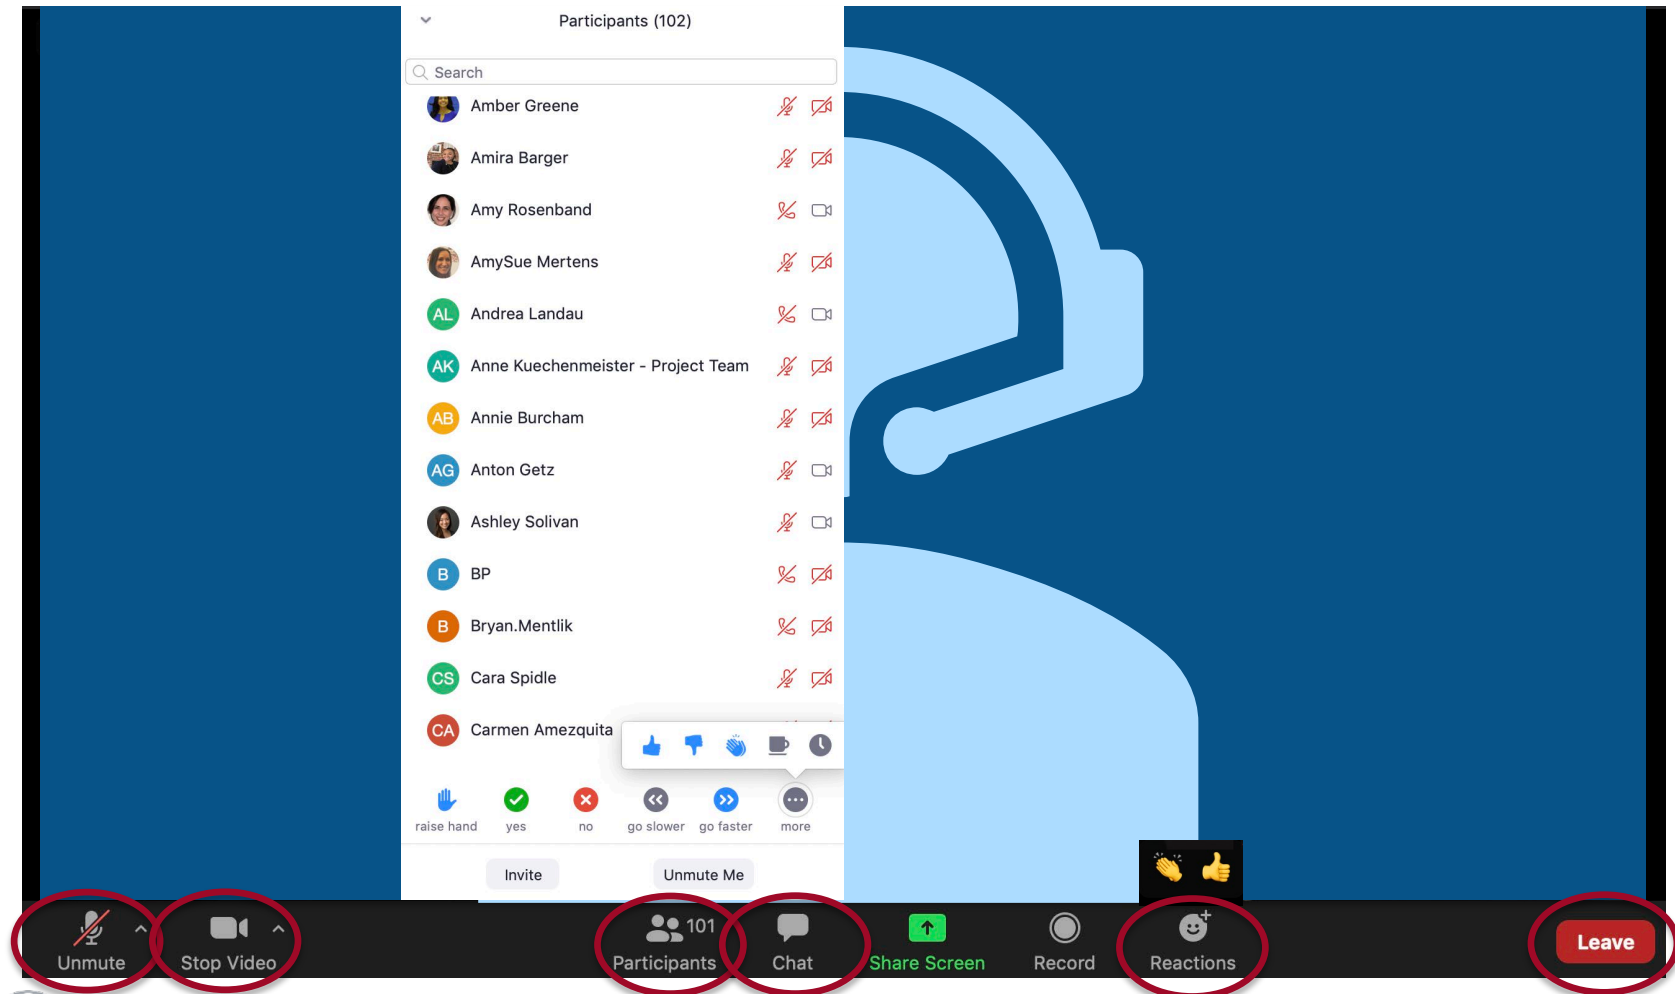 Participants (102)
Search
Amber Greene
Amira Barger
Amy Rosenband
AmySue Mertens
AL Andrea Landau
AK Anne Kuechenmeister - Project Team
AB Annie Burcham
AG Anton Getz
Ashley Solivan
B BP
B Bryan.Mentlik
CS Cara Spidle
CA Carmen Amezquita
raise hand yes no go slower go faster more
Invite Unmute Me
101
Unmute Stop Video Participants Chat Share Screen Record Reactions Leave